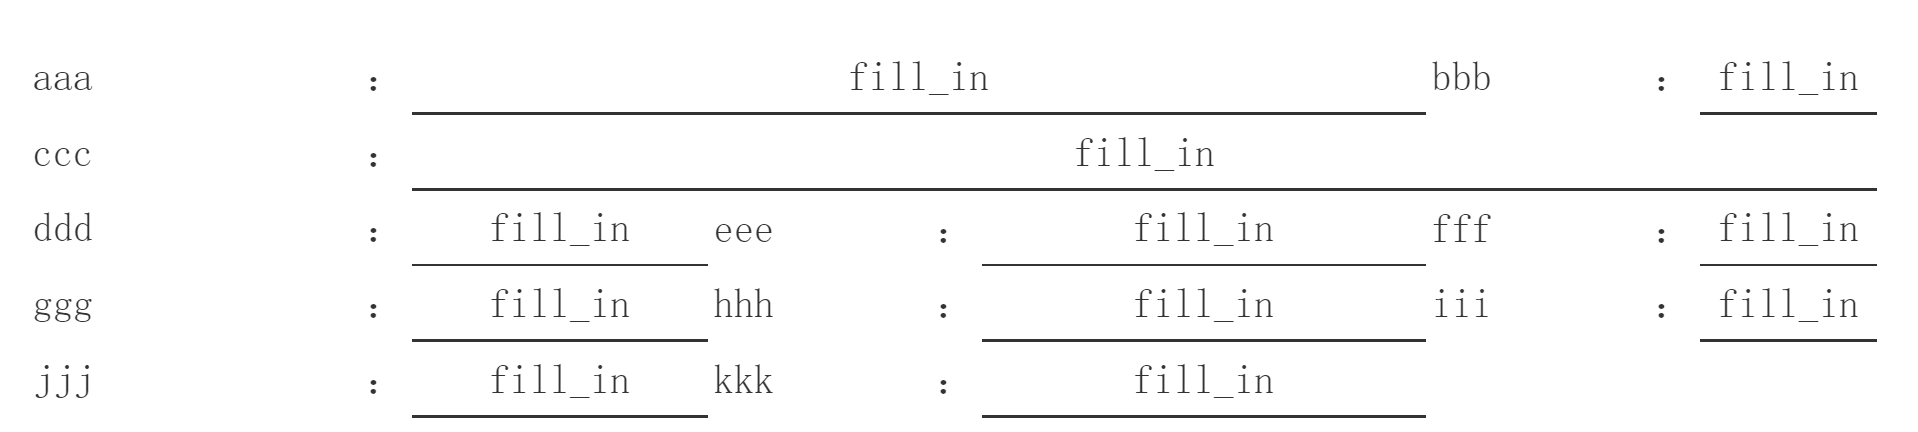 aaa : fill_in bbb : fill_in
ccc : fill_in
ddd : fill_in eee : fill_in fff : fill_in
ggg : fill_in hhh : fill_in iii : fill_in
jjj : fill_in kkk : fill_in